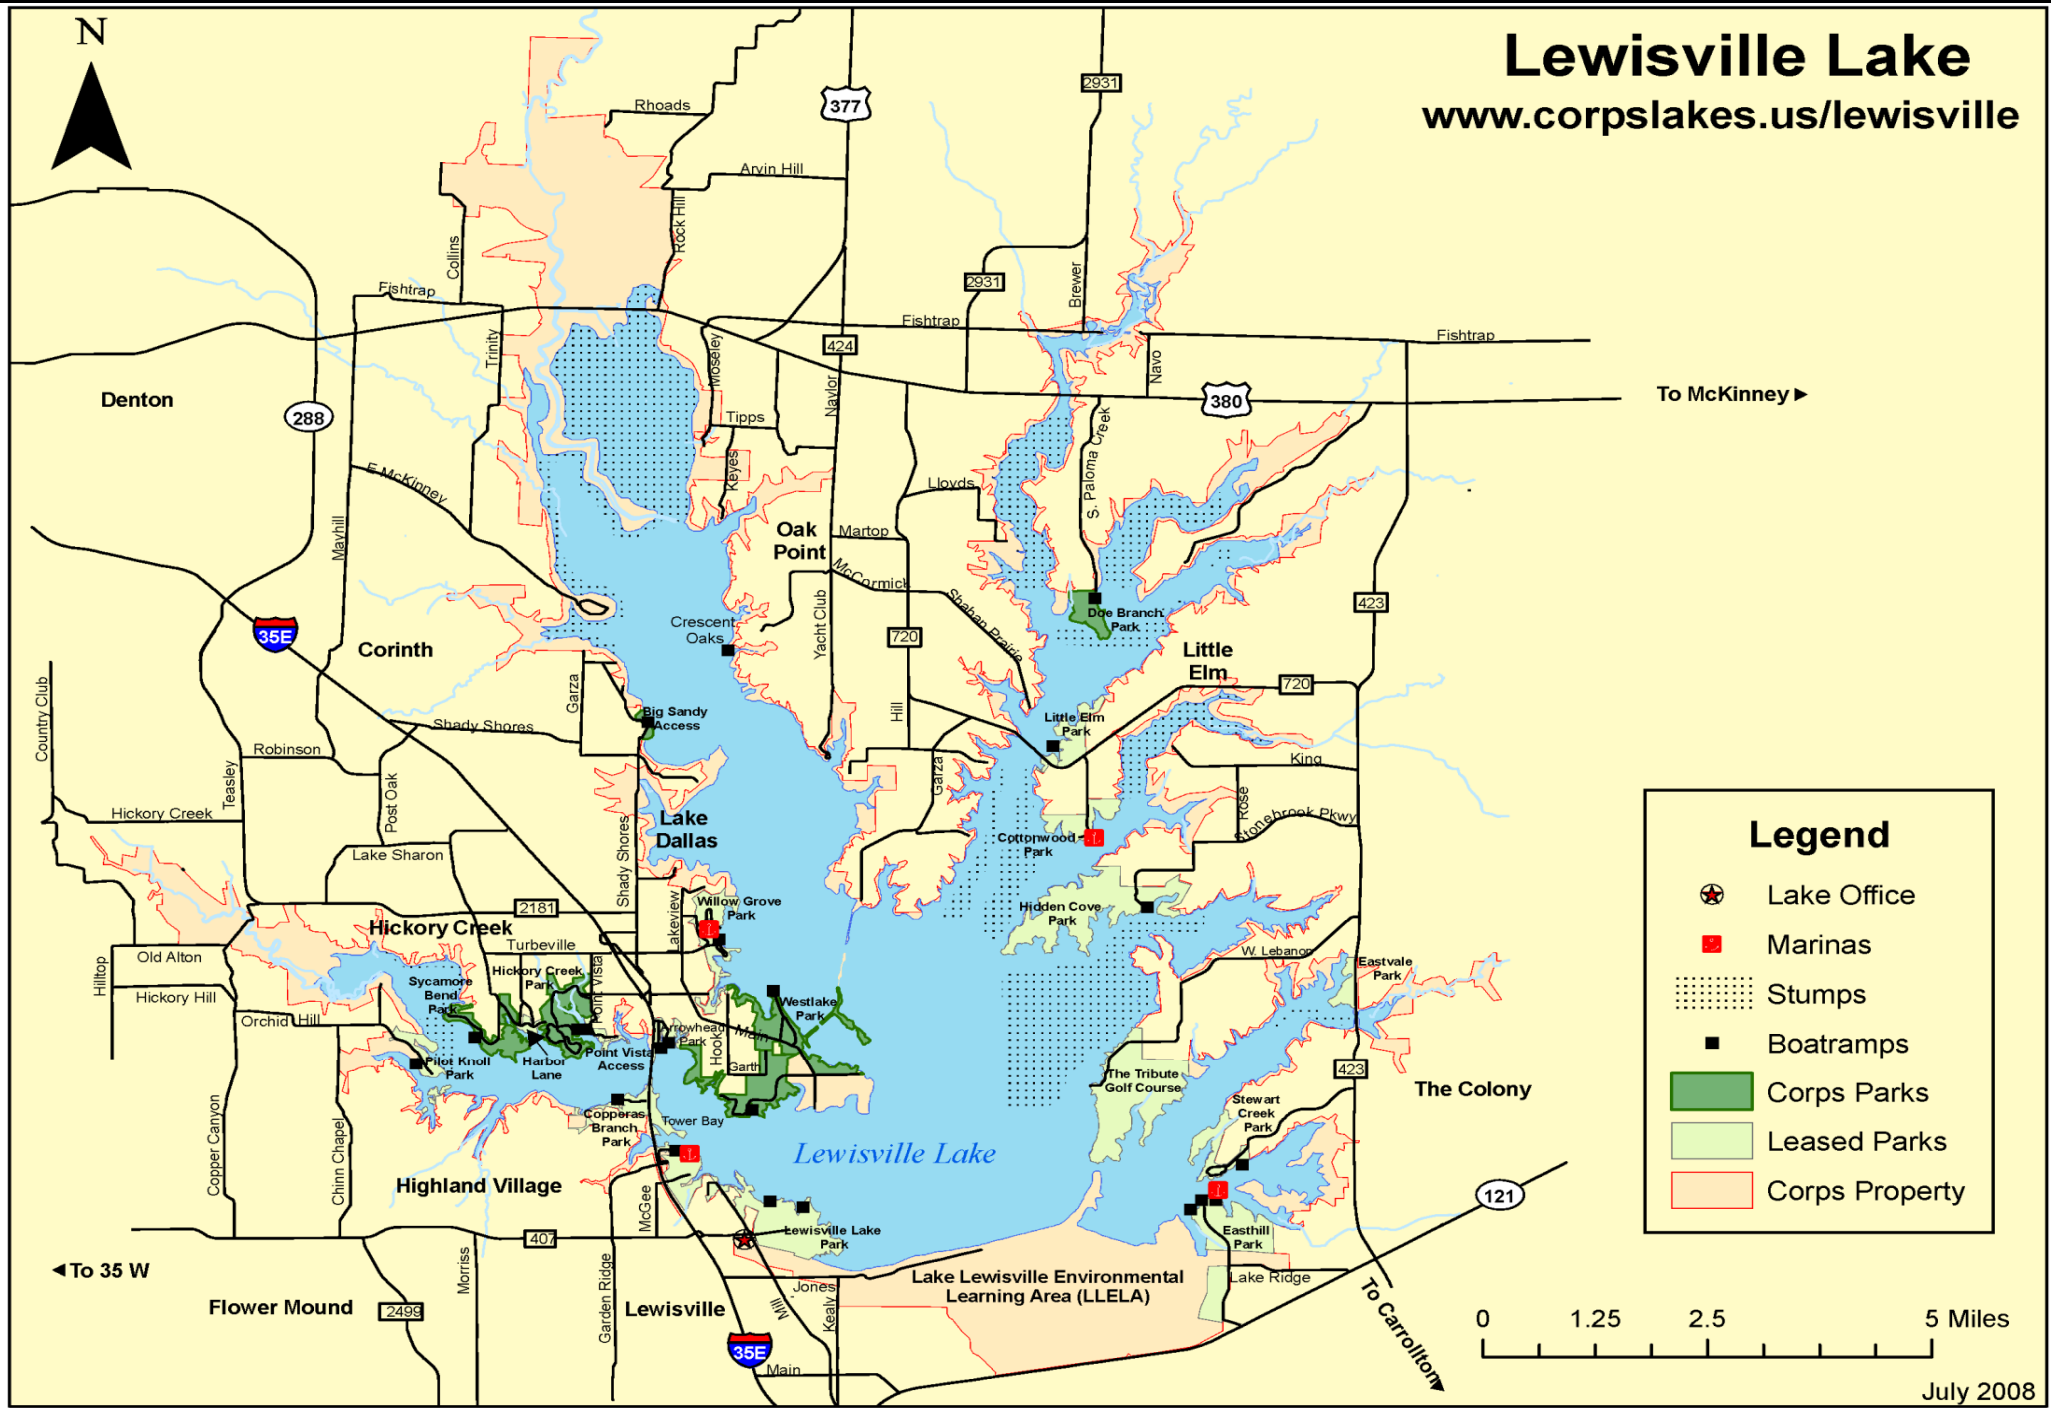 N
Lewisville Lake
www.corpslakes.us/lewisville
2931
377
Rhoads
Arvin Hill
Rock Hill
Collins
2931
Brewer
Fishtrap
Fishtrap
Fishtrap
Trinity
Moseley
424
Navo
Denton
288
Naylor
380
To McKinney
Tipps
S. Paloma Creek
Keyes
E McKinney
Lloyds
Mayhill
Oak
Point
Martop
McCormick
Shahan Prairie
423
Doe Branch
Park
35E
Crescent
Oaks
Yacht Club
720
Corinth
Little
Elm
720
Garza
Country Club
Big Sandy
Access
Hill
Little Elm
Park
Shady Shores
Robinson
Teasley
Garza
King
Post Oak
Rose
Stonebrook Pkwy
Hickory Creek
Lake
Dallas
Cottonwood
Park
Legend
Lake Office
Marinas
Stumps
Boatramps
Corps Parks
Leased Parks
Corps Property
Lake Sharon
Shady Shores
2181
Willow Grove
Park
Hidden Cove
Park
Hickory Creek
Lakeview
Turbeville
Old Alton
W. Lebanon
Eastvale
Park
Hilltop
Hickory Hill
Sycamore
Bend
Park
Hickory Creek
Park
Point Vista
Westlake
Park
Orchid Hill
Arrowhead
Park
Main
Hook
Garth
Pilot Knoll
Park
Harbor
Lane
Point Vista
Access
The Tribute
Golf Course
423
The Colony
Stewart
Creek
Park
Copperas
Branch
Park
Tower Bay
Lewisville Lake
Copper Canyon
Chinn Chapel
Highland Village
McGee
121
407
Lewisville Lake
Park
Easthill
Park
To 35 W
Morriss
Garden Ridge
Lake Lewisville Environmental
Learning Area (LLELA)
Lake Ridge
Jones
Mill
Kealy
Flower Mound
2499
Lewisville
35E
Main
To Carrollton
0 1.25 2.5 5 Miles
July 2008